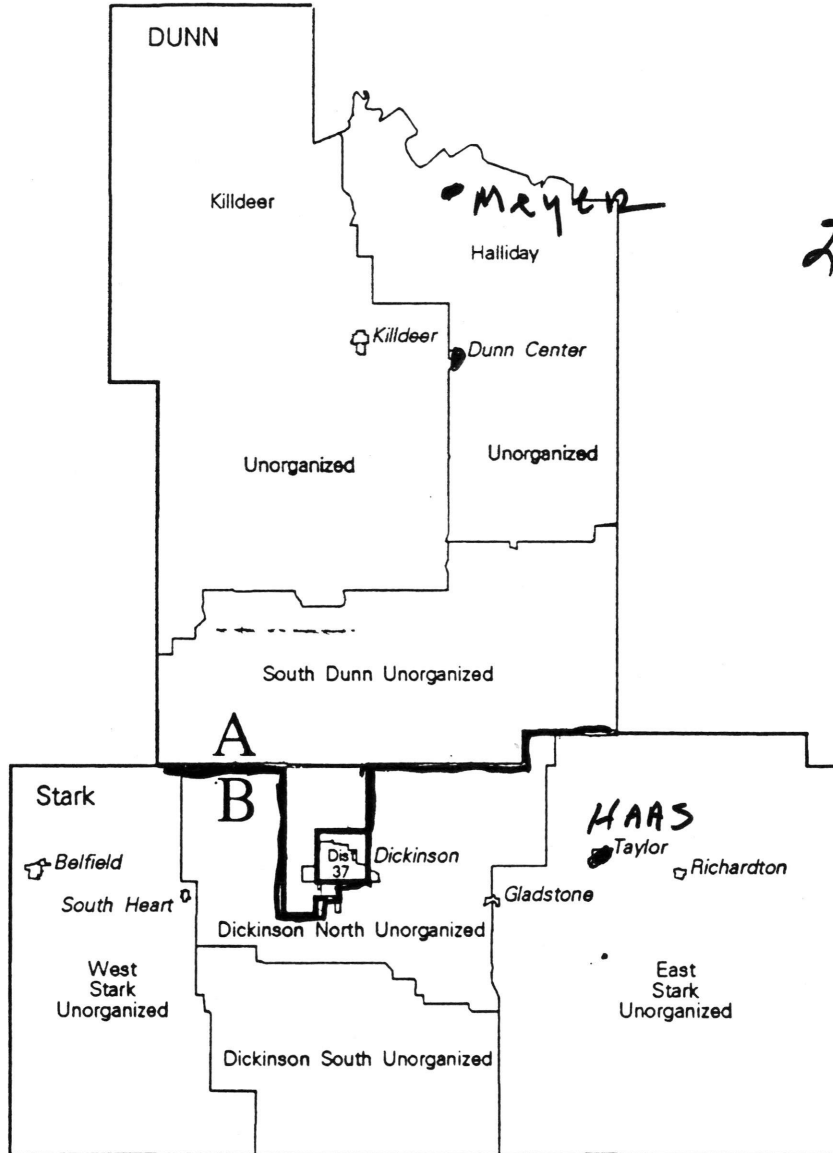 DUNN
Killdeer
Meyer
Halliday
Killdeer
Dunn Center
Unorganized
Unorganized
South Dunn Unorganized
A
B
Stark
HAAS
Taylor
Belfield
Dist
37
Dickinson
Richardton
South Heart
Gladstone
Dickinson North Unorganized
West
Stark
Unorganized
East
Stark
Unorganized
Dickinson South Unorganized